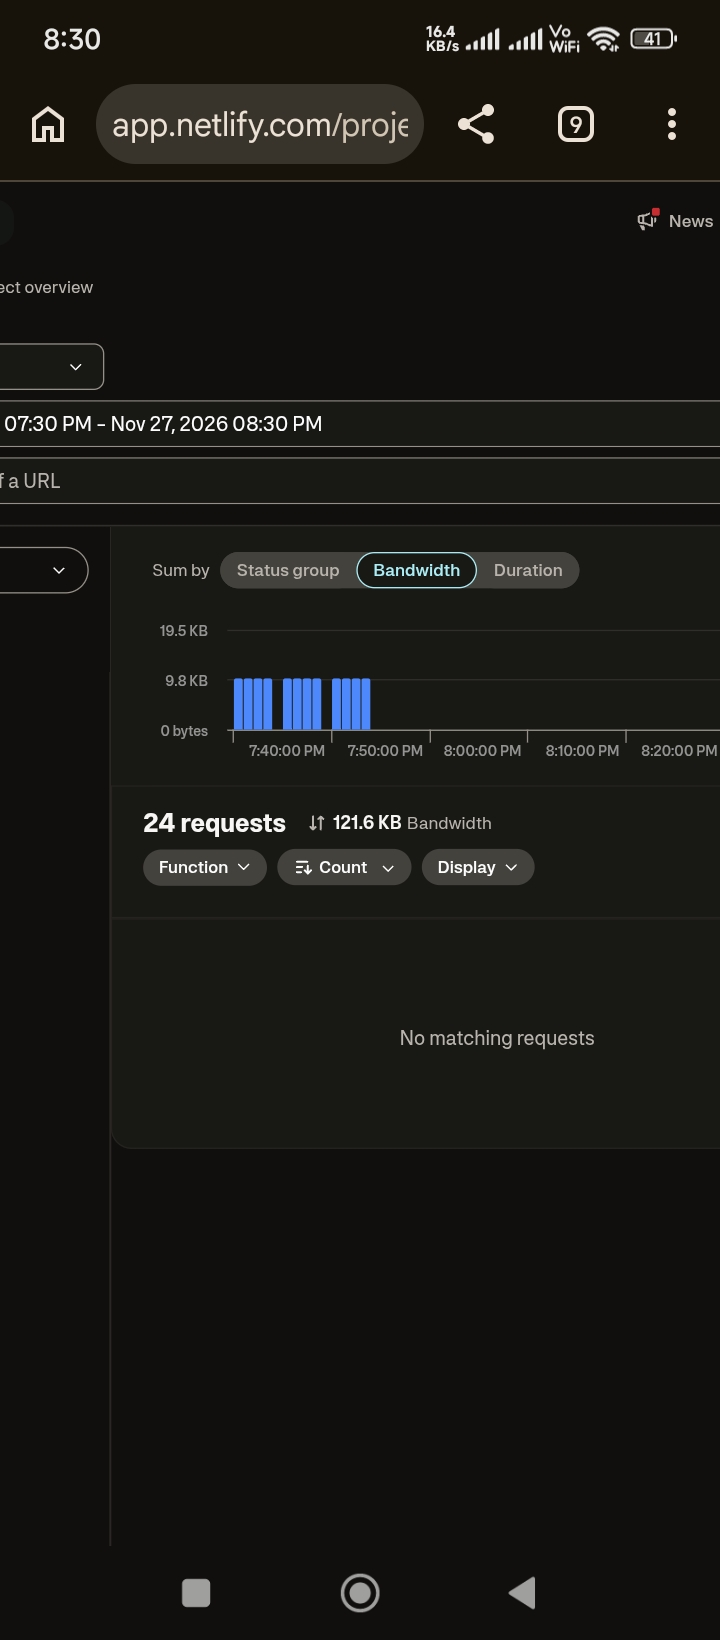 8:30
16.4
KB/s
Vo
WiFi
41
app.netlify.com/proje
9
News
ect overview
07:30 PM – Nov 27, 2026 08:30 PM
f a URL
Sum by Status group Bandwidth Duration
19.5 KB
9.8 KB
0 bytes
7:40:00 PM 7:50:00 PM 8:00:00 PM 8:10:00 PM 8:20:00 PM
24 requests 121.6 KB Bandwidth
Function Count Display
No matching requests